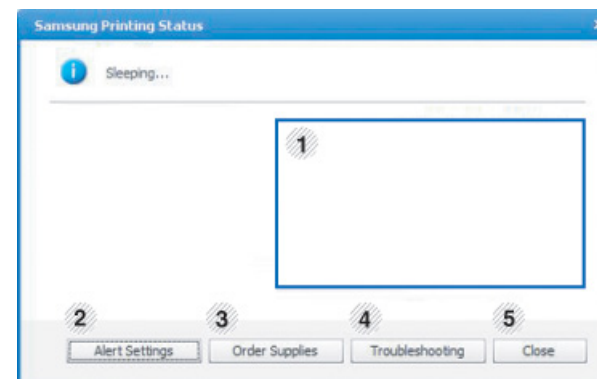 Samsung Printing Status
Sleeping...
1
2 3 4 5
Alert Settings Order Supplies Troubleshooting Close